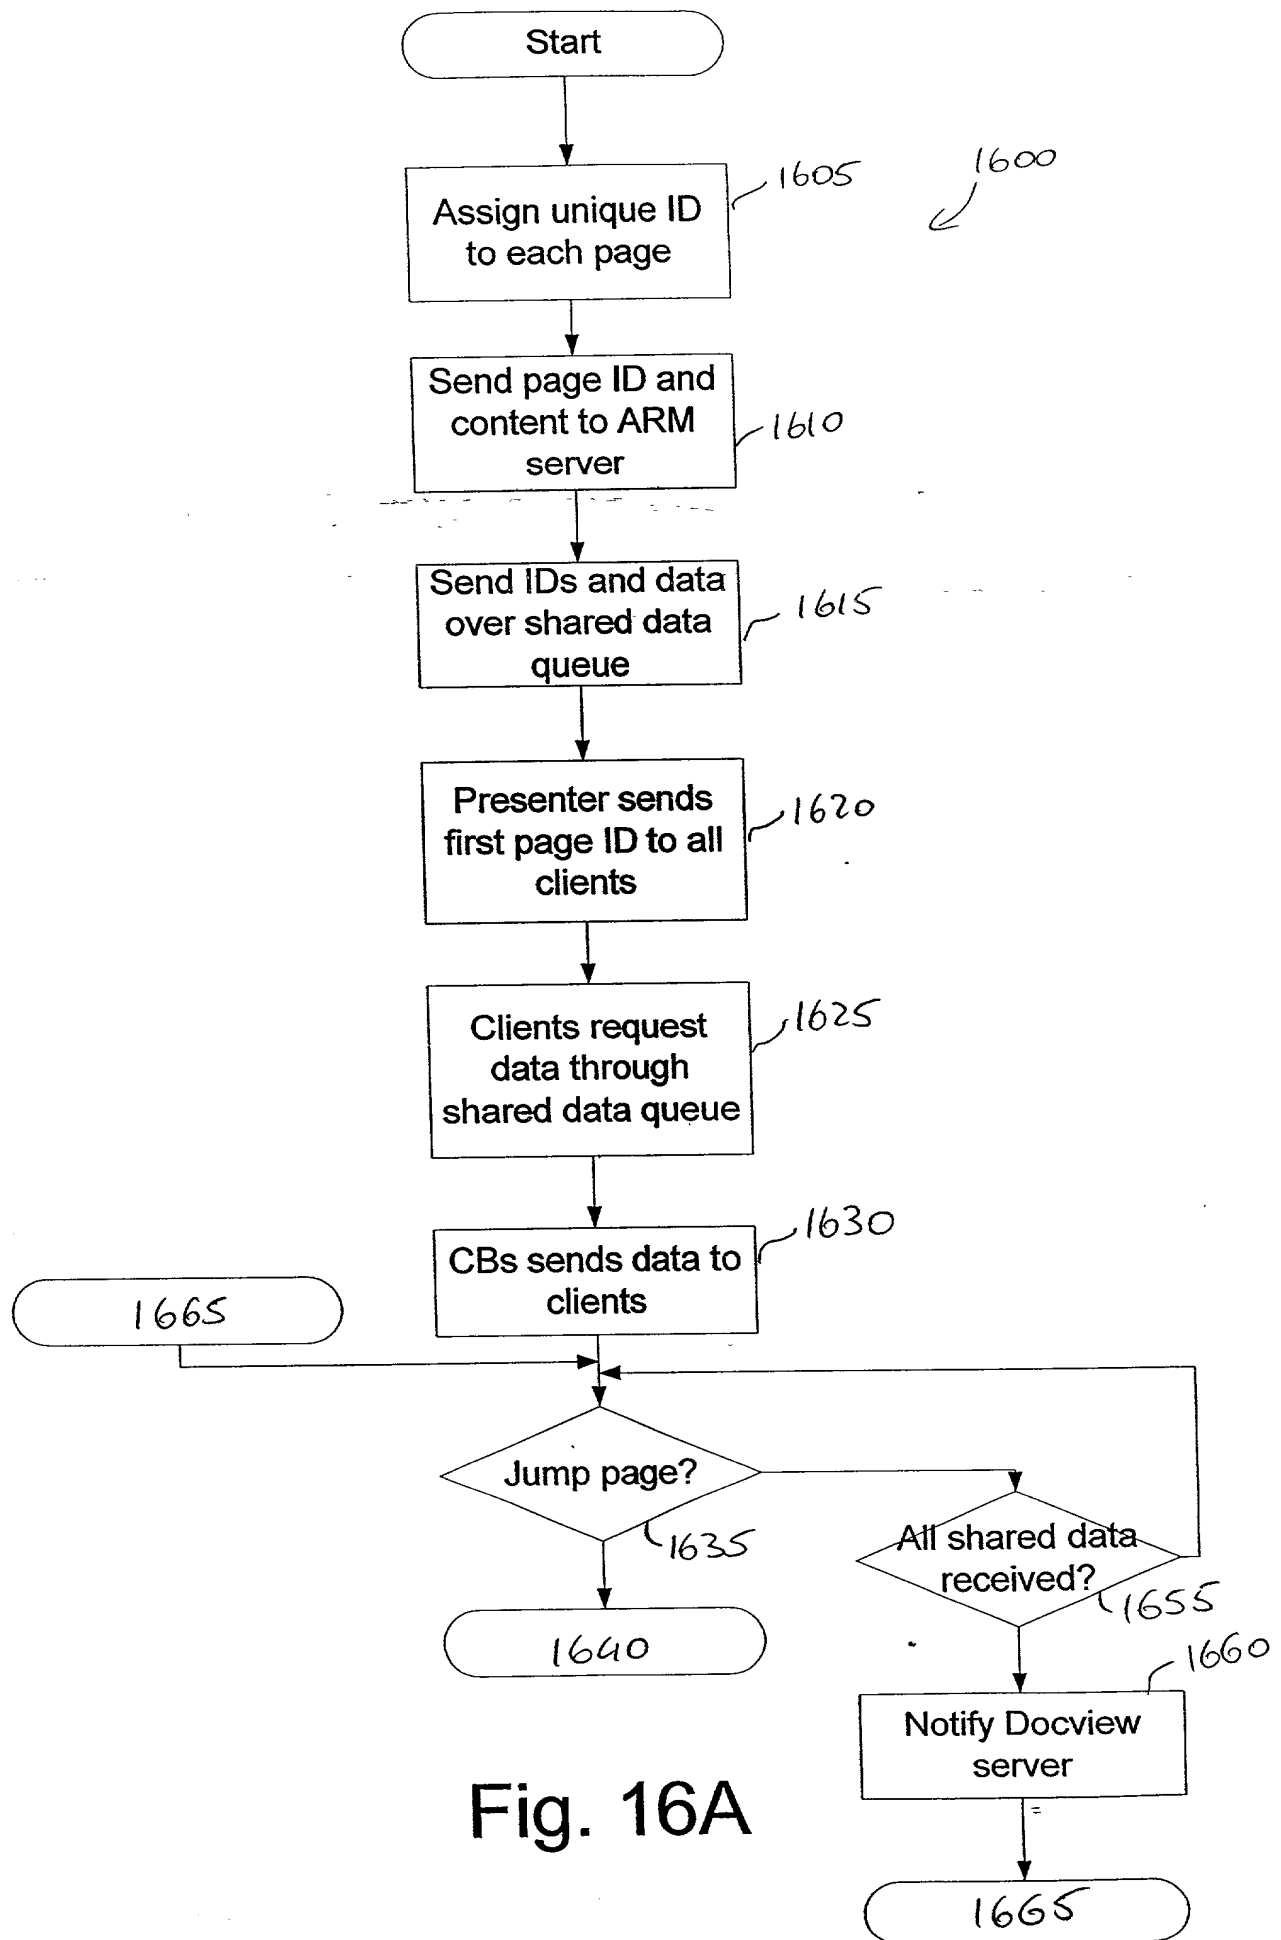 Start
1605
1600
Assign unique ID
to each page
Send page ID and
content to ARM
server
1610
Send IDs and data
over shared data
queue
1615
Presenter sends
first page ID to all
clients
1620
Clients request
data through
shared data queue
1625
CBs sends data to
clients
1630
1665
Jump page?
1635
All shared data
received?
1655
1640
1660
Notify Docview
server
Fig. 16A
1665